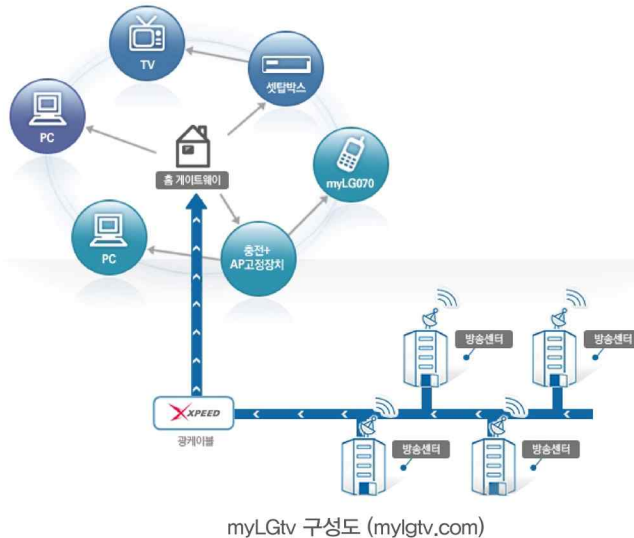 TV
셋탑박스
PC
홈 게이트웨이
myLG070
PC
충전+
AP고정장치
방송센터
방송센터
XPEED
광케이블
방송센터
방송센터
myLGtv 구성도 (mylgtv.com)